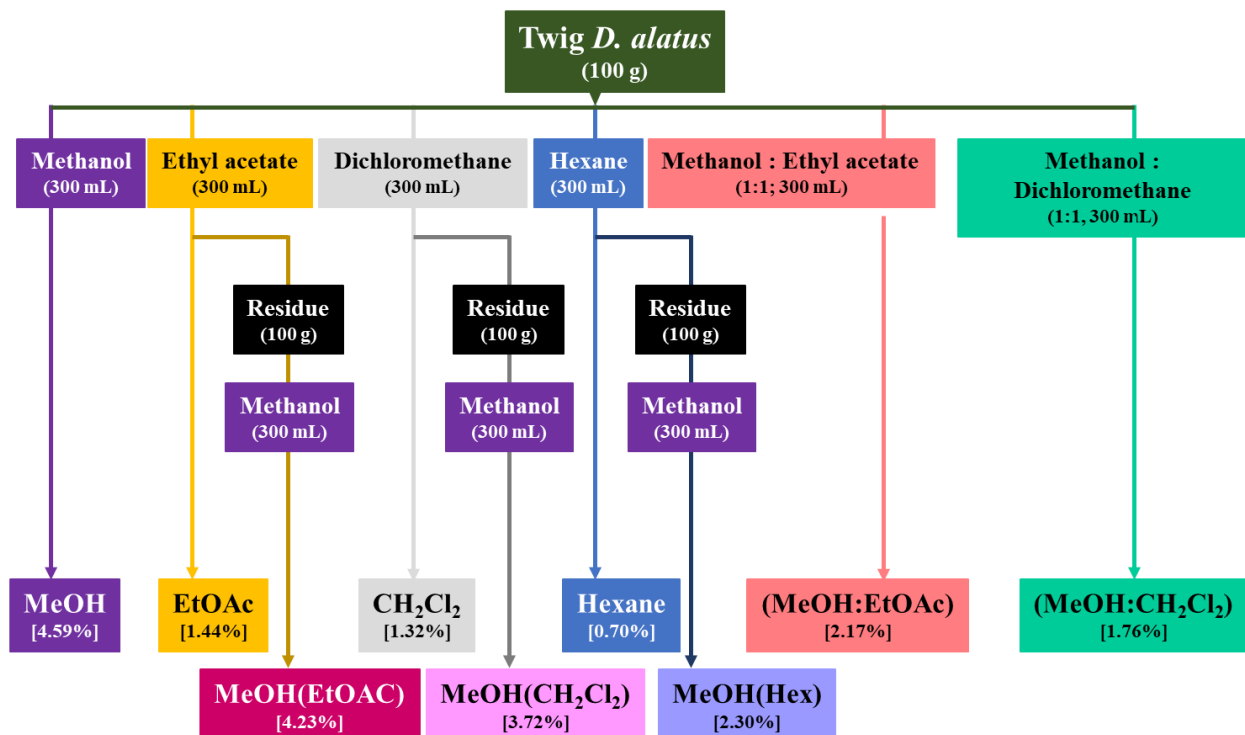 Twig D. alatus
(100 g)
Methanol
(300 mL)
Ethyl acetate
(300 mL)
Dichloromethane
(300 mL)
Hexane
(300 mL)
Methanol : Ethyl acetate
(1:1; 300 mL)
Methanol :
Dichloromethane
(1:1, 300 mL)
Residue
(100 g)
Residue
(100 g)
Residue
(100 g)
Methanol
(300 mL)
Methanol
(300 mL)
Methanol
(300 mL)
MeOH
[4.59%]
EtOAc
[1.44%]
CH₂Cl₂
[1.32%]
Hexane
[0.70%]
(MeOH:EtOAc)
[2.17%]
(MeOH:CH₂Cl₂)
[1.76%]
MeOH(EtOAC)
[4.23%]
MeOH(CH₂Cl₂)
[3.72%]
MeOH(Hex)
[2.30%]